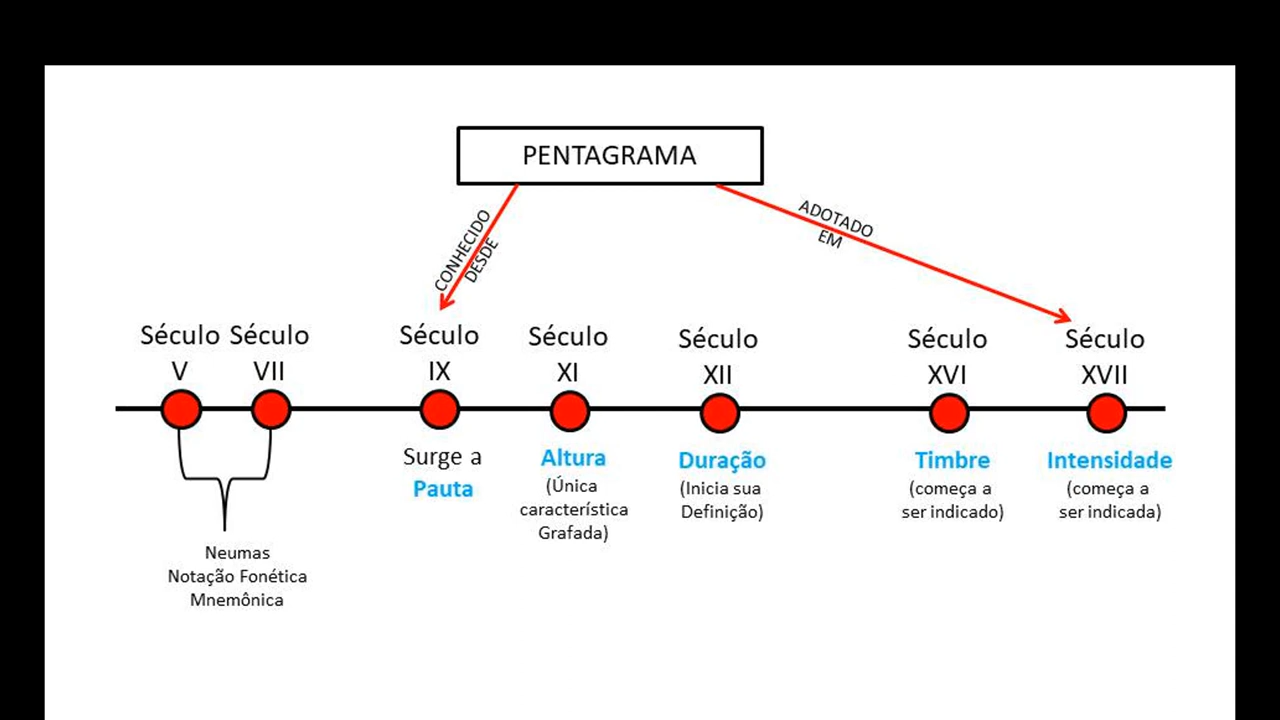 PENTAGRAMA
CONHECIDO
DESDE
ADOTADO
EM
Século
V
Século
VII
Século
IX
Século
XI
Século
XII
Século
XVI
Século
XVII
Neumas
Notação Fonética
Mnemônica
Surge a
Pauta
Altura
(Única
característica
Grafada)
Duração
(Inicia sua
Definição)
Timbre
(começa a
ser indicado)
Intensidade
(começa a
ser indicada)